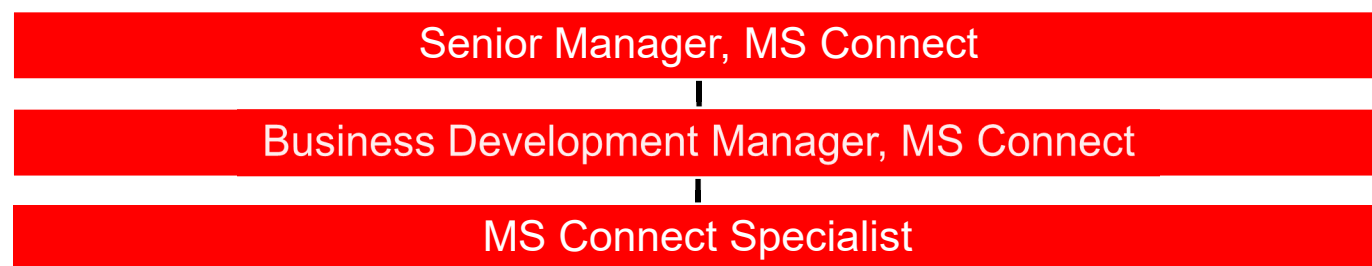 Senior Manager, MS Connect
Business Development Manager, MS Connect
MS Connect Specialist